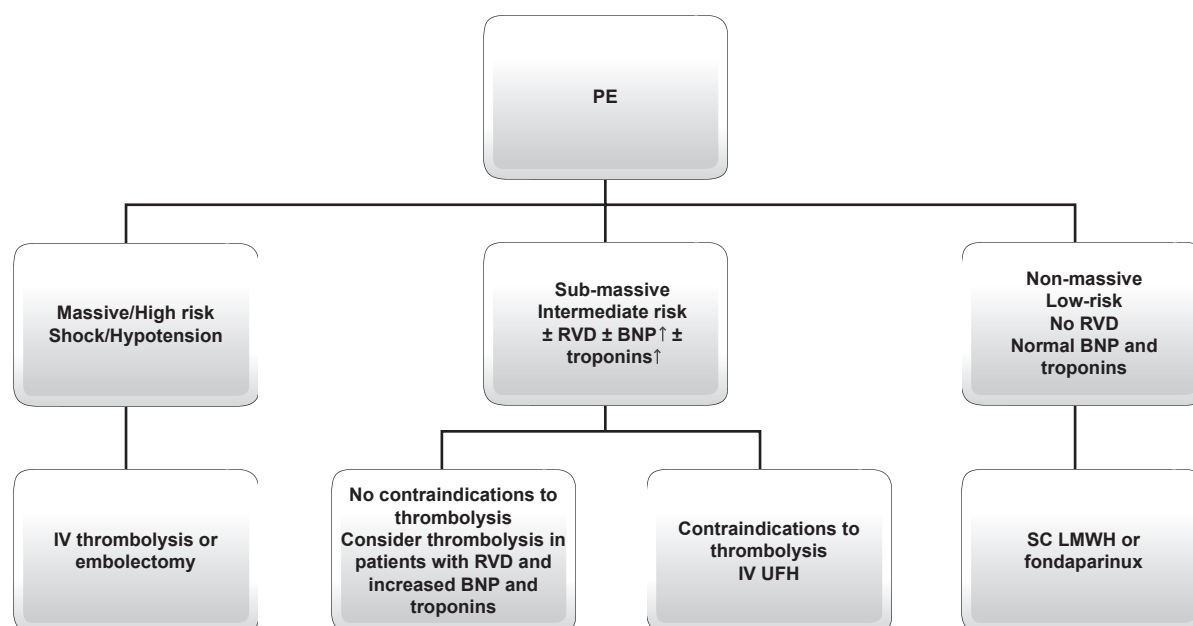 PE
Massive/High risk
Shock/Hypotension
Sub-massive
Intermediate risk
± RVD ± BNP↑ ±
troponins↑
Non-massive
Low-risk
No RVD
Normal BNP and
troponins
IV thrombolysis or
embolectomy
No contraindications to
thrombolysis
Consider thrombolysis in
patients with RVD and
increased BNP and
troponins
Contraindications to
thrombolysis
IV UFH
SC LMWH or
fondaparinux